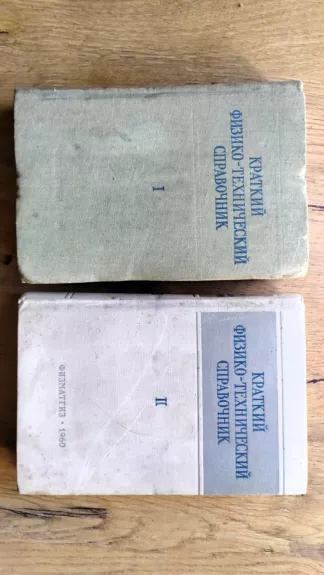 КРАТКИЙ
ФИЗИКО-ТЕХНИЧЕСКИЙ
СПРАВОЧНИК
I
КРАТКИЙ
ФИЗИКО-ТЕХНИЧЕСКИЙ
СПРАВОЧНИК
II
ФИЗМАТГИЗ • 1960